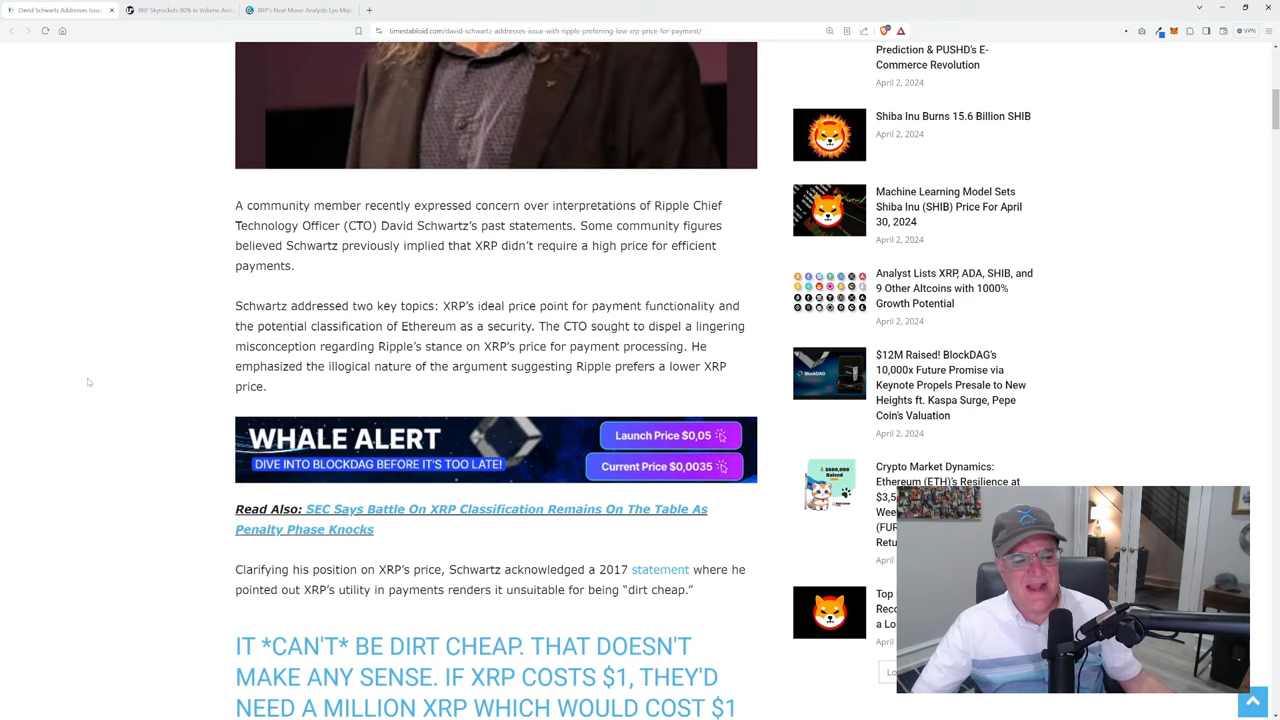 David Schwartz Addresses Issu
XRP Skyrockets 80% in Volume Ami
XRP's Next Move: Analysts Eye Maj
timestabloid.com/david-schwartz-addresses-issue-with-ripple-preferring-low-xrp-price-for-payment/
VPN
A community member recently expressed concern over interpretations of Ripple Chief
Technology Officer (CTO) David Schwartz's past statements. Some community figures
believed Schwartz previously implied that XRP didn't require a high price for efficient
payments.
Schwartz addressed two key topics: XRP's ideal price point for payment functionality and
the potential classification of Ethereum as a security. The CTO sought to dispel a lingering
misconception regarding Ripple's stance on XRP's price for payment processing. He
emphasized the illogical nature of the argument suggesting Ripple prefers a lower XRP
price.
WHALE ALERT
DIVE INTO BLOCKDAG BEFORE IT'S TOO LATE!
Launch Price $0,05
Current Price $0,0035
Read Also: SEC Says Battle On XRP Classification Remains On The Table As
Penalty Phase Knocks
Clarifying his position on XRP's price, Schwartz acknowledged a 2017 statement where he
pointed out XRP's utility in payments renders it unsuitable for being "dirt cheap."
IT *CAN'T* BE DIRT CHEAP. THAT DOESN'T
MAKE ANY SENSE. IF XRP COSTS $1, THEY'D
NEED A MILLION XRP WHICH WOULD COST $1
Prediction & PUSHD's E-
Commerce Revolution
April 2, 2024
Shiba Inu Burns 15.6 Billion SHIB
April 2, 2024
Machine Learning Model Sets
Shiba Inu (SHIB) Price For April
30, 2024
April 2, 2024
Analyst Lists XRP, ADA, SHIB, and
9 Other Altcoins with 1000%
Growth Potential
April 2, 2024
$12M Raised! BlockDAG's
10,000x Future Promise via
Keynote Propels Presale to New
Heights ft. Kaspa Surge, Pepe
Coin's Valuation
April 2, 2024
Crypto Market Dynamics:
Ethereum (ETH)'s Resilience at
$3,5
Wee
(FUR
Retu
April
Top
Reco
a Lo
April
Lo